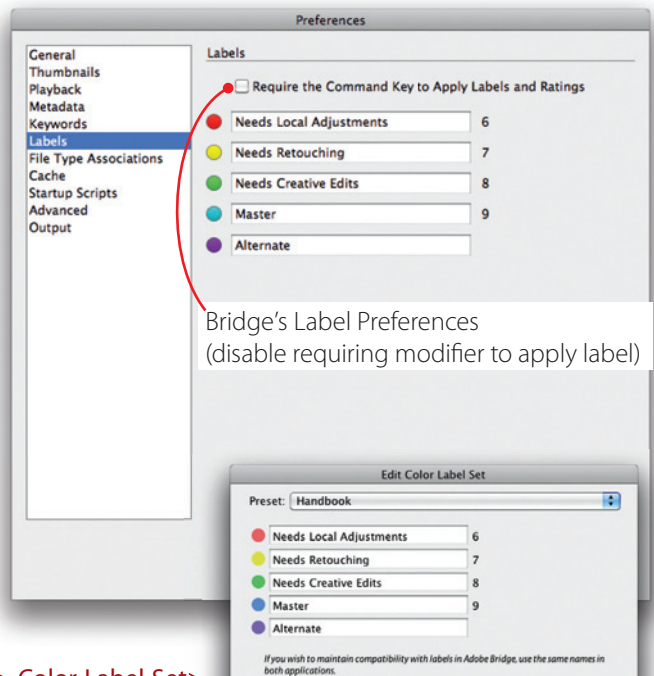 Preferences
General
Thumbnails
Playback
Metadata
Keywords
Labels
File Type Associations
Cache
Startup Scripts
Advanced
Output
Labels
Require the Command Key to Apply Labels and Ratings
Needs Local Adjustments 6
Needs Retouching 7
Needs Creative Edits 8
Master 9
Alternate
Bridge's Label Preferences
(disable requiring modifier to apply label)
Edit Color Label Set
Preset: Handbook
Needs Local Adjustments 6
Needs Retouching 7
Needs Creative Edits 8
Master 9
Alternate
If you wish to maintain compatibility with labels in Adobe Bridge, use the same names in
both applications.
Color Label Set>